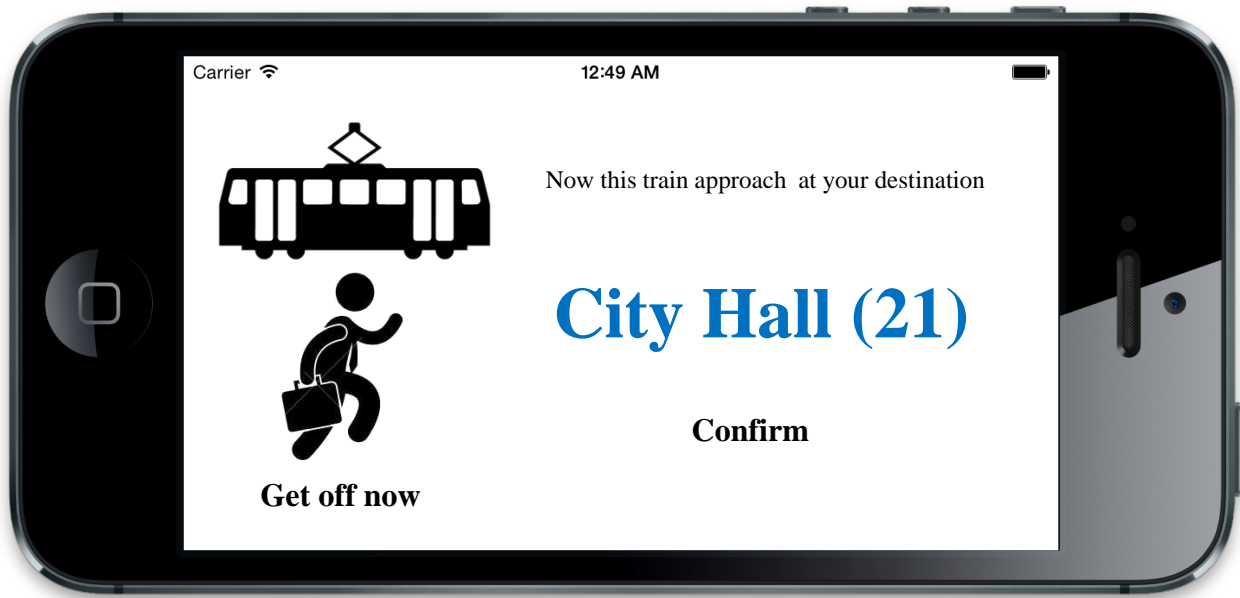 Carrier
12:49 AM
Now this train approach  at your destination
City Hall (21)
Confirm
Get off now